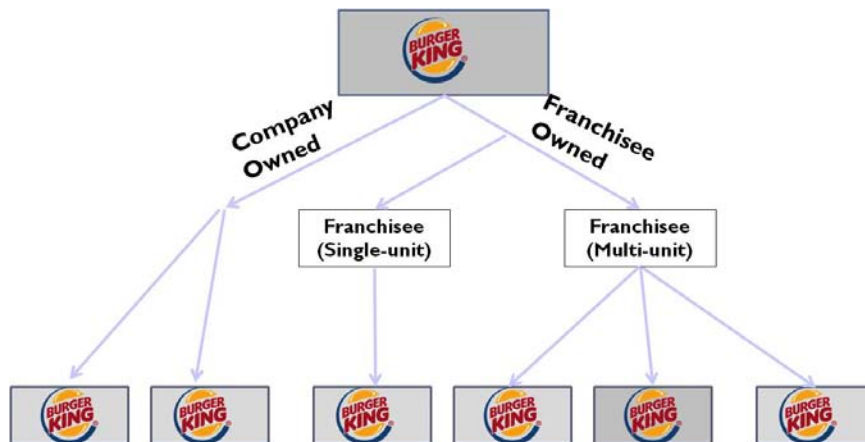 BURGER
KING
Company
Owned
Franchisee
Owned
Franchisee
(Single-unit)
Franchisee
(Multi-unit)
BURGER
KING
BURGER
KING
BURGER
KING
BURGER
KING
BURGER
KING
BURGER
KING